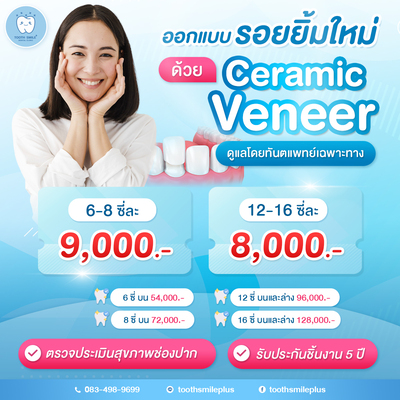 ออกแบบ รอยยิ้มใหม่
ด้วย Ceramic
Veneer
ดูแลโดยทันตแพทย์เฉพาะทาง
6-8 ซี่ละ
9,000.-
12-16 ซี่ละ
8,000.-
6 ซี่ บน 54,000.-
8 ซี่ บน 72,000.-
12 ซี่ บนและล่าง 96,000.-
16 ซี่ บนและล่าง 128,000.-
ตรวจประเมินสุขภาพช่องปาก
รับประกันชิ้นงาน 5 ปี
083-498-9699
toothsmileplus
toothsmileplus